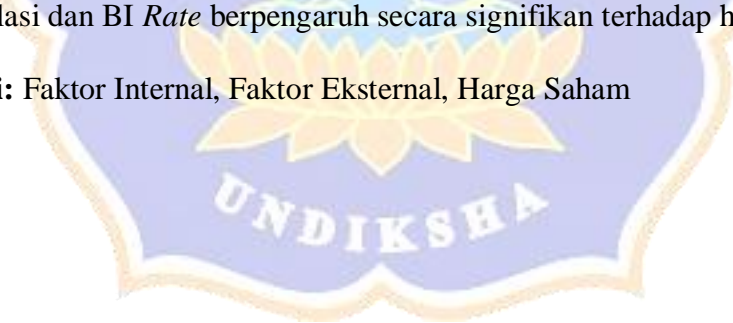 lasi dan BI Rate berpengaruh secara signifikan terhadap h
i: Faktor Internal, Faktor Eksternal, Harga Saham
UNDIKSHA